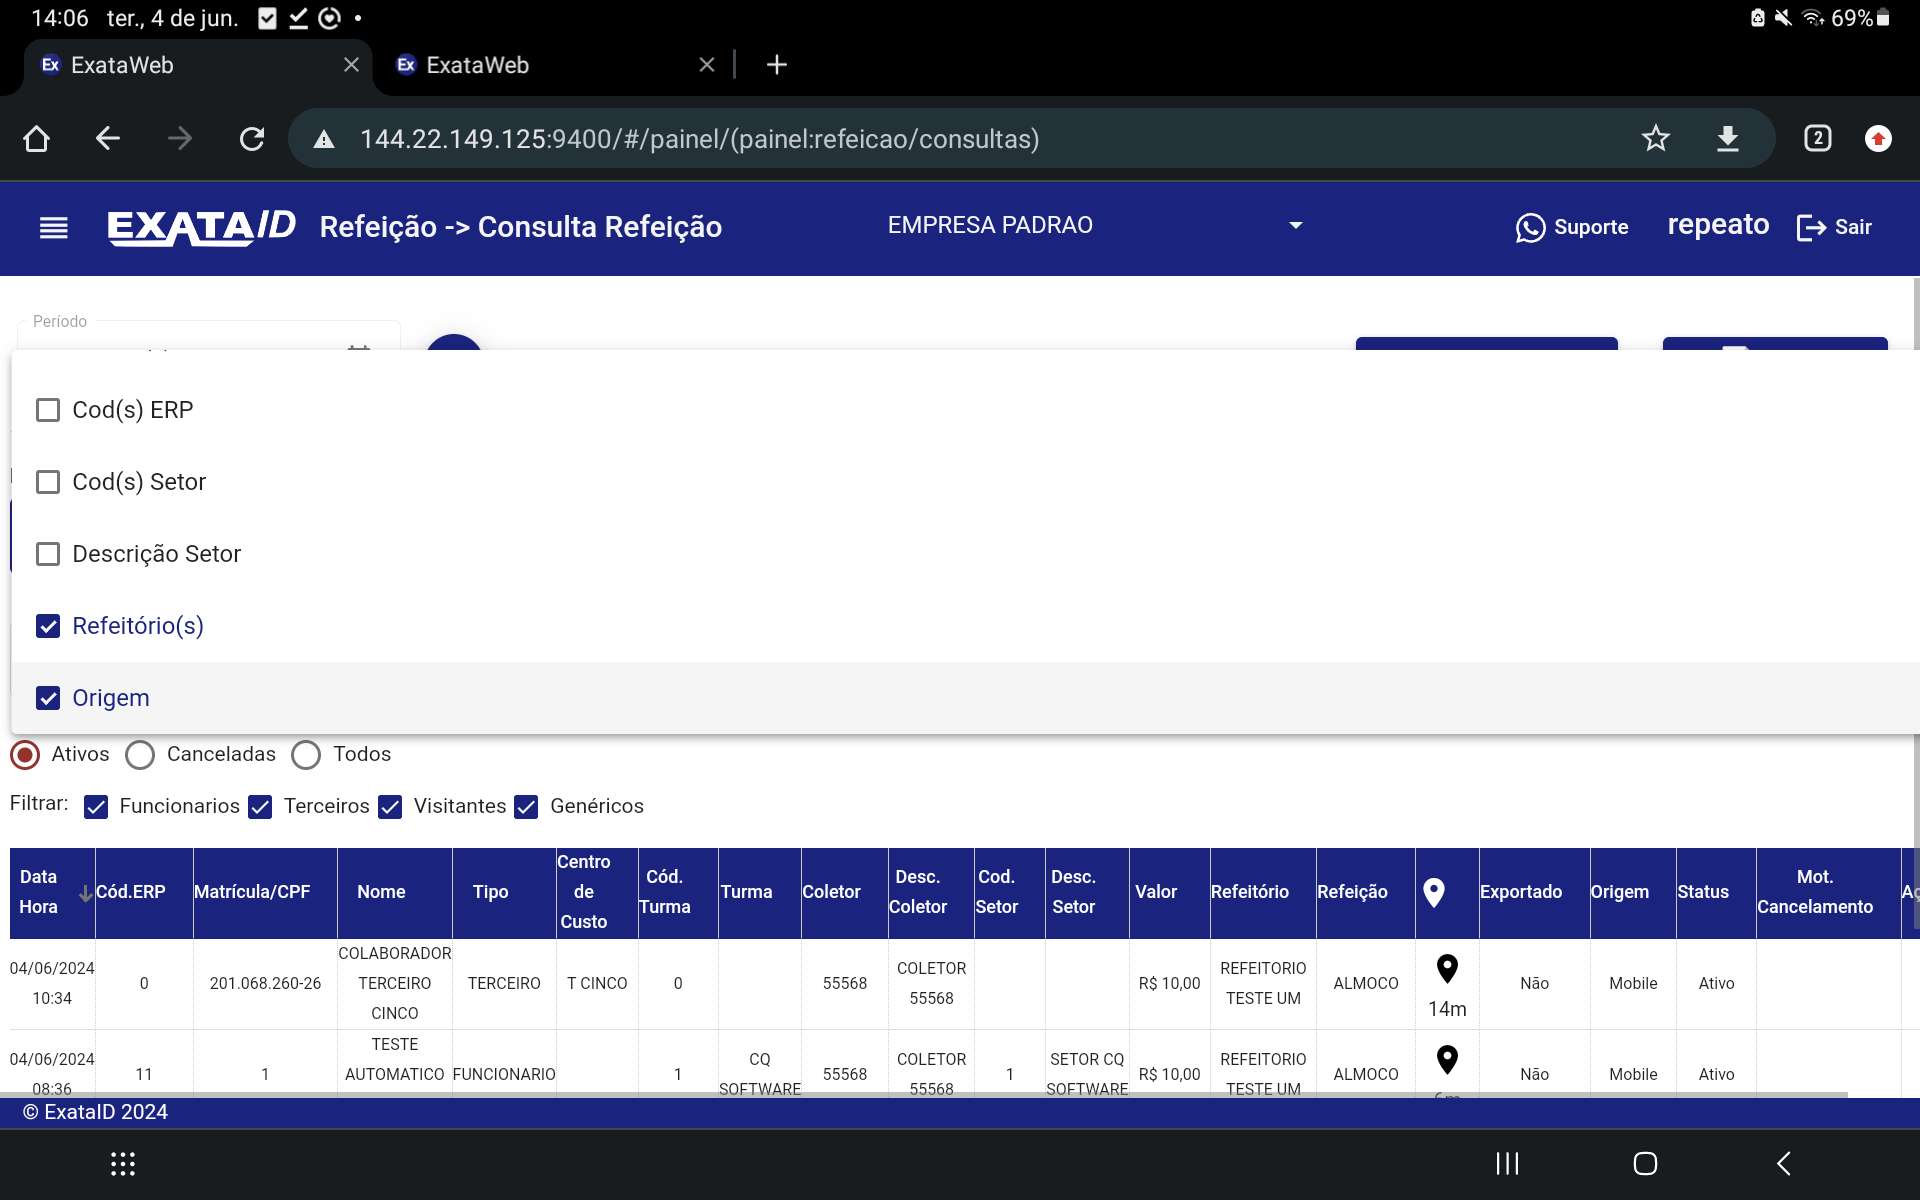 14:06 ter., 4 de jun. 69%
Ex ExataWeb
Ex ExataWeb
144.22.149.125:9400/#/painel/(painel:refeicao/consultas) 2
EXATAID Refeição -> Consulta Refeição EMPRESA PADRAO Suporte repeato Sair
Período
Cod(s) ERP
Cod(s) Setor
Descrição Setor
Refeitório(s)
Origem
Ativos Canceladas Todos
Filtrar: Funcionarios Terceiros Visitantes Genéricos
Data Hora Cód.ERP Matrícula/CPF Nome Tipo Centro de Custo Cód. Turma Turma Coletor Desc. Coletor Cod. Setor Desc. Setor Valor Refeitório Refeição Exportado Origem Status Mot. Cancelamento
04/06/2024 10:34 0 201.068.260-26 COLABORADOR TERCEIRO CINCO TERCEIRO T CINCO 0 55568 COLETOR 55568 R$ 10,00 REFEITORIO TESTE UM ALMOCO 14m Não Mobile Ativo
04/06/2024 08:36 11 1 TESTE AUTOMATICO FUNCIONARIO 1 CQ SOFTWARE 55568 COLETOR 55568 1 SETOR CQ SOFTWARE R$ 10,00 REFEITORIO TESTE UM ALMOCO Não Mobile Ativo
© ExataID 2024